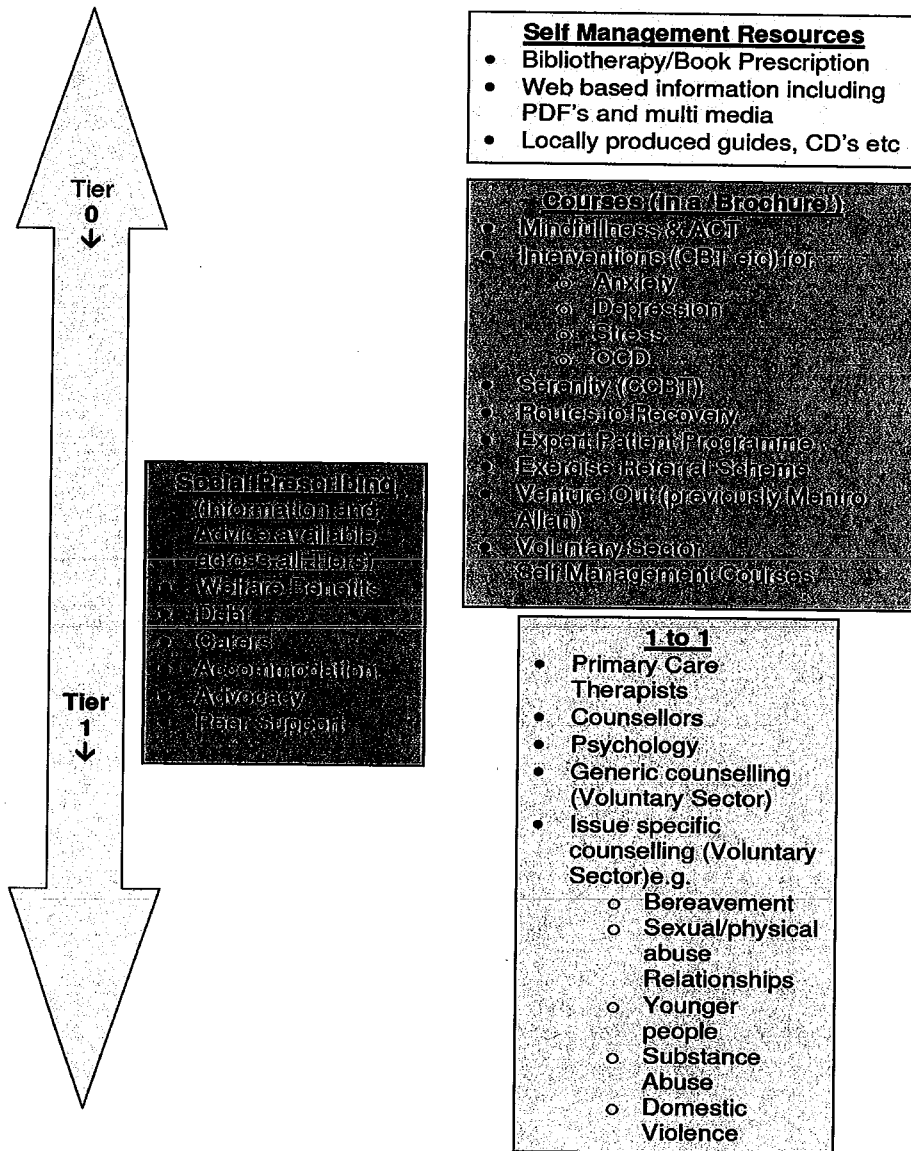 Tier
0
↓
Self Management Resources
• Bibliotherapy/Book Prescription
• Web based information including
PDF's and multi media
• Locally produced guides, CD's etc
Courses (in a 'Brochure')
• Mindfullness & ACT
• Interventions (CBT etc) for
o Anxiety
o Depression
o Stress
o OCD
• Serenity (CCBT)
• Routes to Recovery
• Expert Patient Programme
• Exercise Referral Scheme
• Venture Out (previously Mentro
Allan)
• Voluntary Sector
Self Management Courses
Social Prescribing
(Information and
Advice available
across all Tiers)
• Welfare Benefits
• Debt
• Carers
• Accommodation
• Advocacy
• Peer Support
Tier
1
↓
1 to 1
• Primary Care
Therapists
• Counsellors
• Psychology
• Generic counselling
(Voluntary Sector)
• Issue specific
counselling (Voluntary
Sector)e.g.
o Bereavement
o Sexual/physical
abuse
Relationships
o Younger
people
o Substance
Abuse
o Domestic
Violence